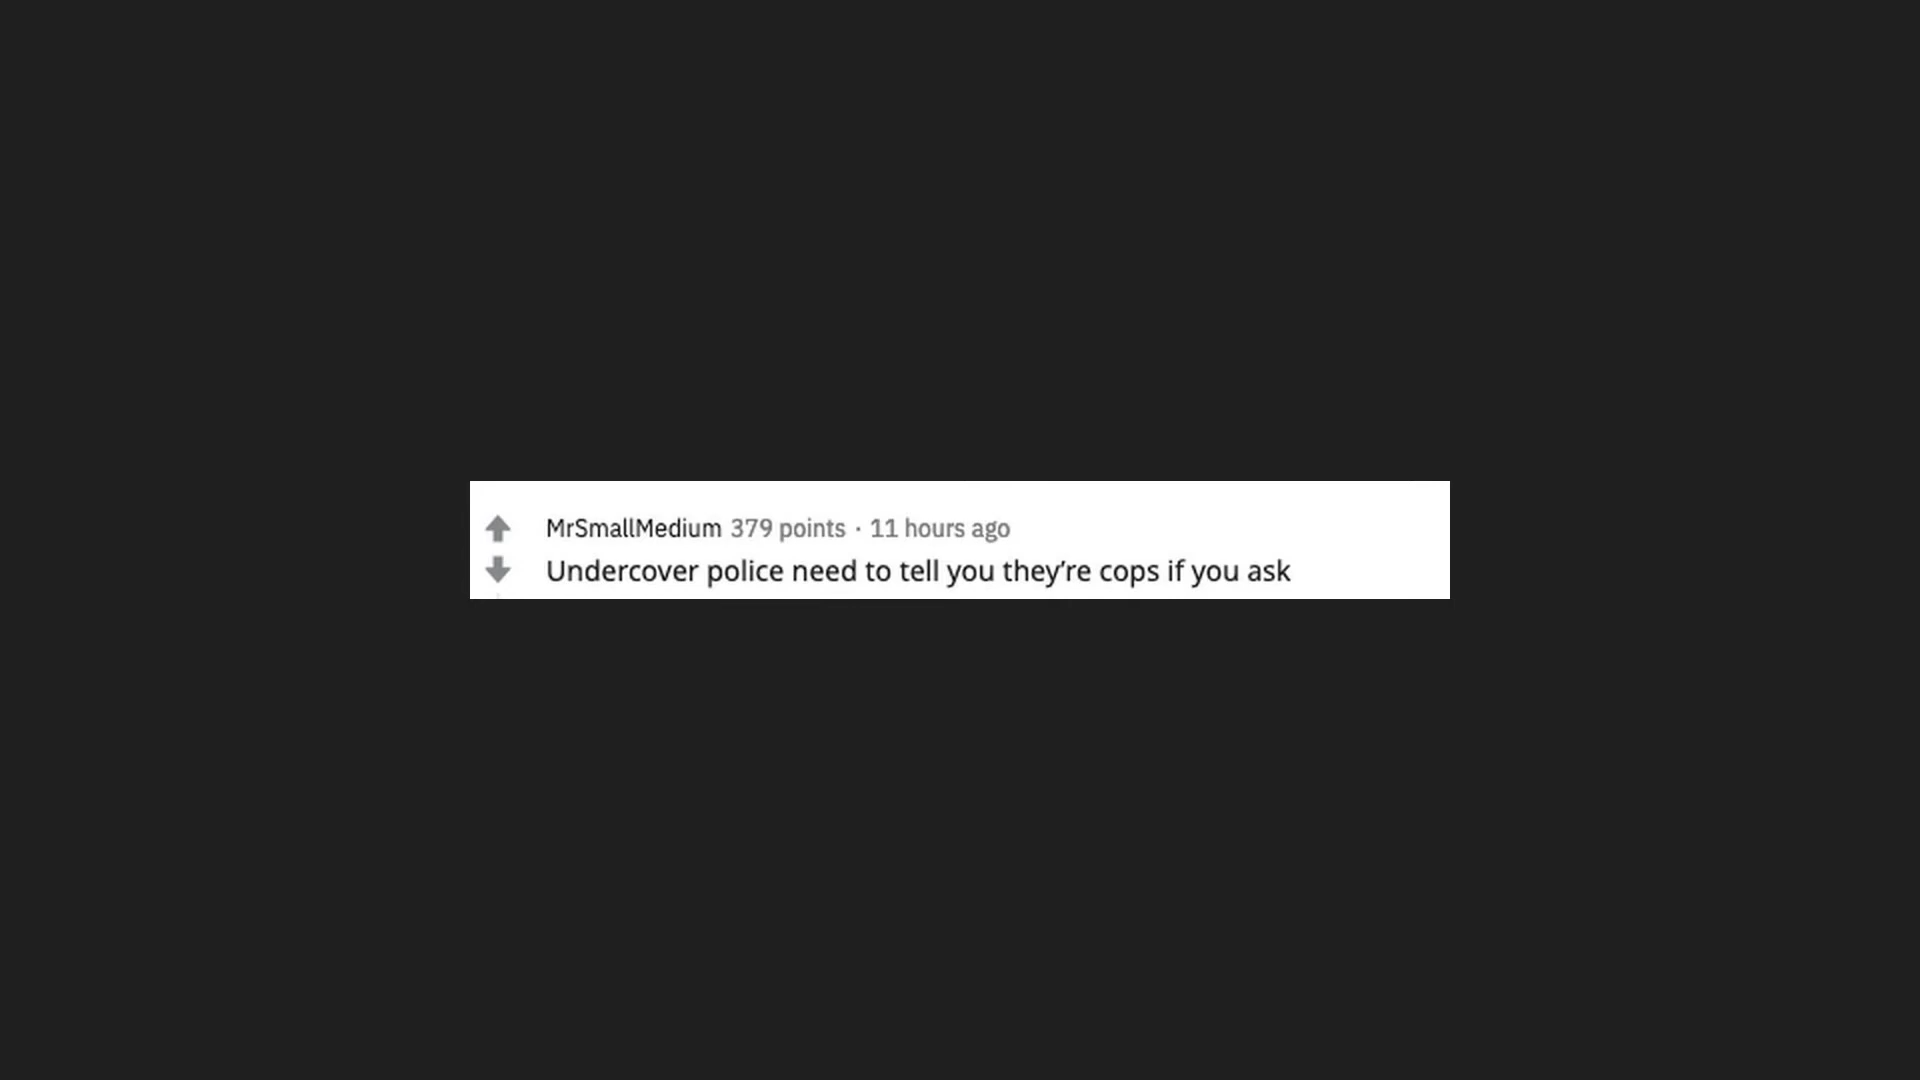 MrSmallMedium 379 points · 11 hours ago
Undercover police need to tell you they’re cops if you ask